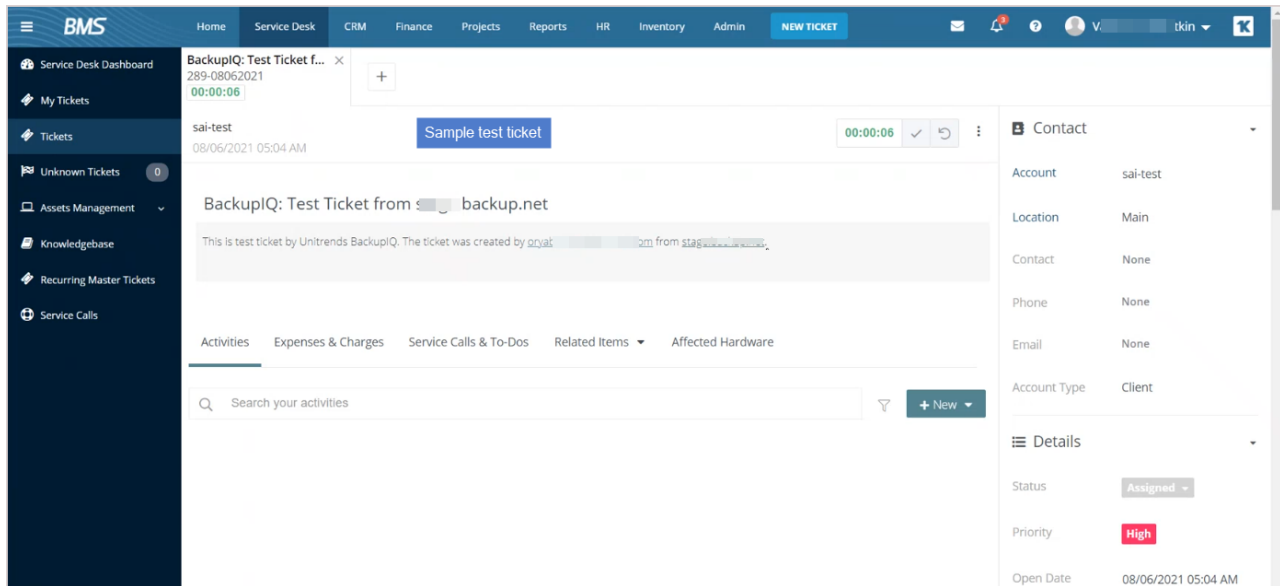 BMS
Home Service Desk CRM Finance Projects Reports HR Inventory Admin NEW TICKET 3 tkin
Service Desk Dashboard
My Tickets
Tickets
Unknown Tickets 0
Assets Management
Knowledgebase
Recurring Master Tickets
Service Calls
BackupIQ: Test Ticket f...
289-08062021
00:00:06
sai-test
08/06/2021 05:04 AM
Sample test ticket
00:00:06
BackupIQ: Test Ticket from backup.net
This is test ticket by Unitrends BackupIQ. The ticket was created by from
Activities Expenses & Charges Service Calls & To-Dos Related Items Affected Hardware
Search your activities
+ New
Contact
Account sai-test
Location Main
Contact None
Phone None
Email None
Account Type Client
Details
Status Assigned
Priority High
Open Date 08/06/2021 05:04 AM